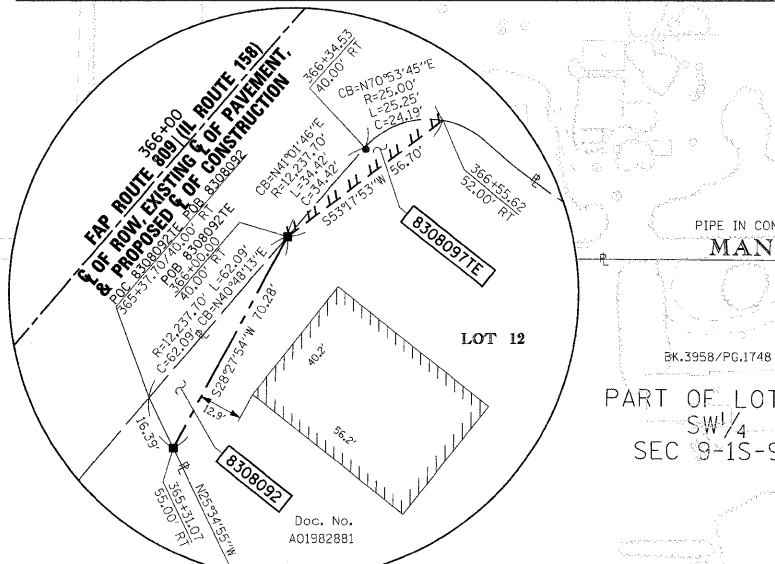 366+00
FAP ROUTE 809 (IL ROUTE 158)
℄ OF ROW, EXISTING ℄ OF PAVEMENT,
& PROPOSED ℄ OF CONSTRUCTION
POC 8308092TE POB 8308092
365+37.70/40.00' RT
POB 8308092TE
366+00.00
40.00' RT
R=12,237.70' L=62.09'
C=62.09' CB=N40°48'13"E
CB=N41°01'46"E
R=12,237.70'
L=34.42'
C=34.42'
366+34.53
40.00' RT
CB=N70°53'45"E
R=25.00'
L=25.25'
C=24.19'
S53°17'53"W 56.70'
366+55.62
52.00' RT
8308097TE
S28°27'54"W 70.28'
LOT 12
40.2'
56.2'
12.9'
16.39'
8308092
365+31.07
55.00' RT
N25°34'55"W
Doc. No.
A01982881
PIPE IN CON
MAN
BK.3958/PG.1748
PART OF LOT
SW1/4
SEC 9-1S-9